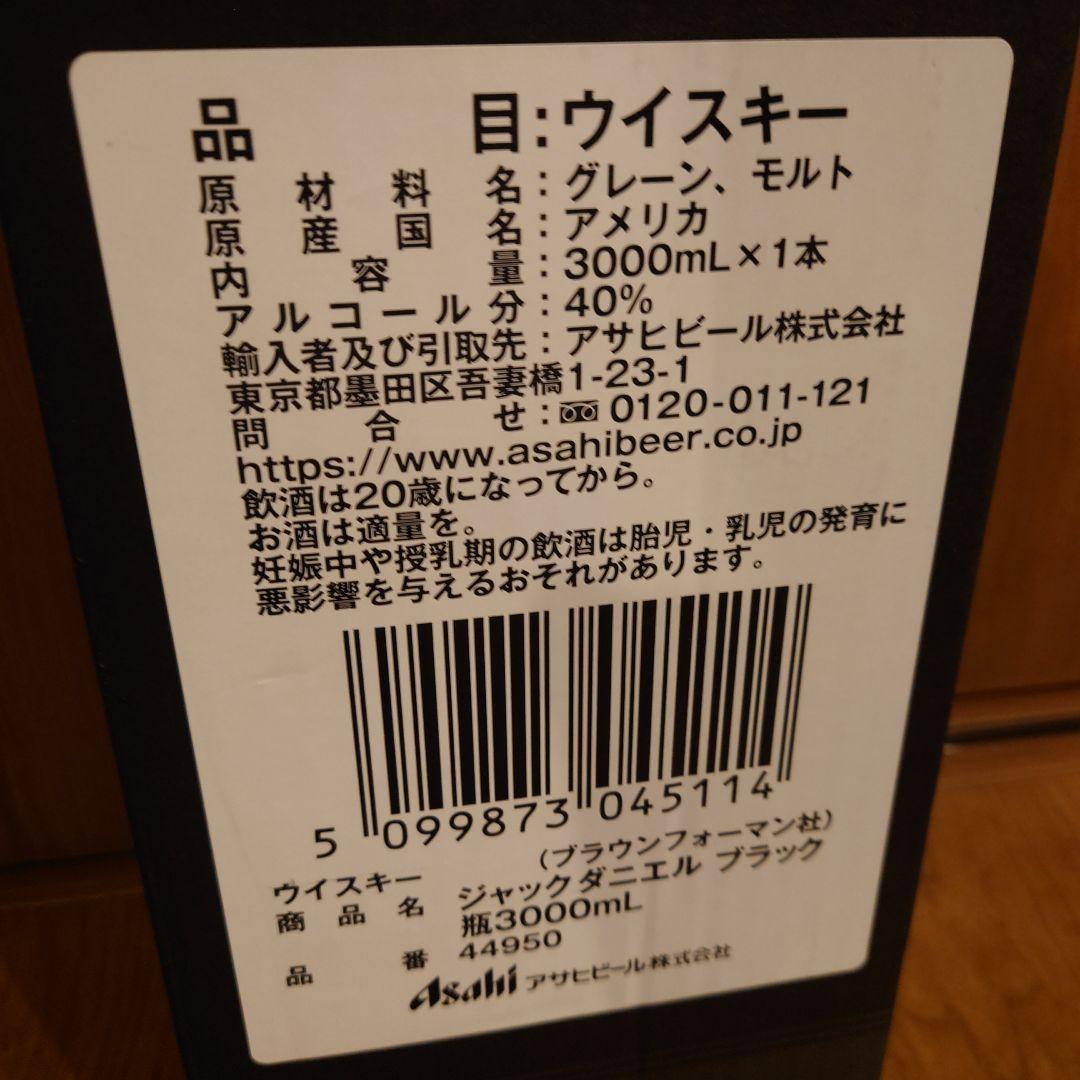 品目:ウイスキー
原材料名:グレーン、モルト
原産国名:アメリカ
内容量:3000mL×1本
アルコール分:40%
輸入者及び引取先:アサヒビール株式会社
東京都墨田区吾妻橋1-23-1
問合せ:0120-011-121
https://www.asahibeer.co.jp
飲酒は20歳になってから。
お酒は適量を。
妊娠中や授乳期の飲酒は胎児・乳児の発育に
悪影響を与えるおそれがあります。
5 099873 045114
(ブラウンフォーマン社)
ウイスキー ジャックダニエル ブラック
商品名 瓶3000mL
品番 44950
Asahi アサヒビール株式会社